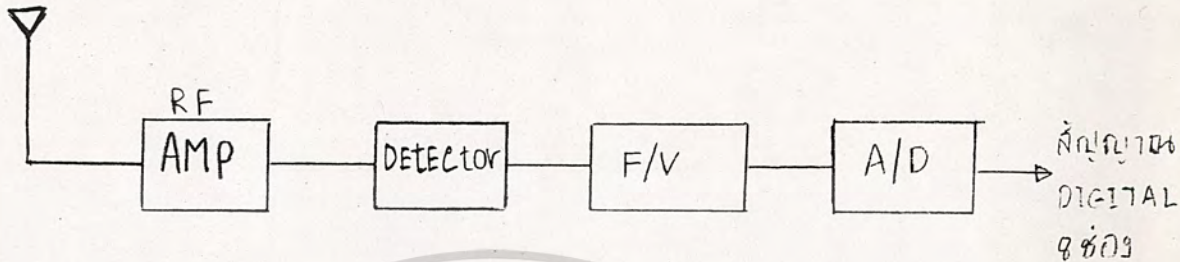 RF
AMP
DETECTOR
F/V
A/D
สัญญาณ
DIGITAL
8 ช่อง